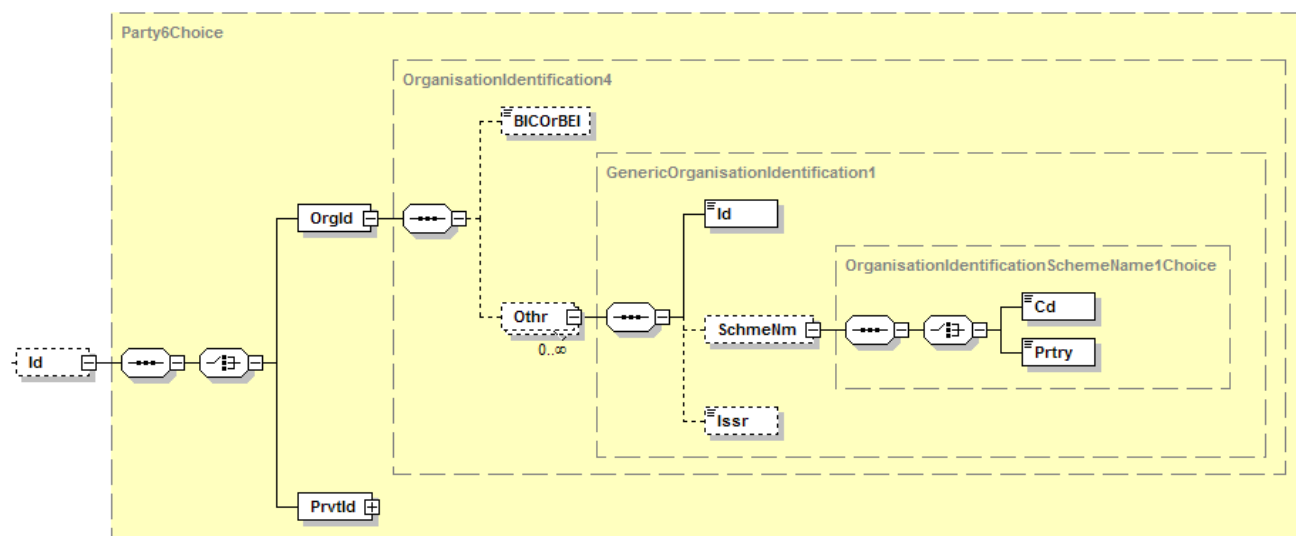 Party6Choice
OrganisationIdentification4
BICOrBEI
GenericOrganisationIdentification1
OrgId
Id
OrganisationIdentificationSchemeName1Choice
Cd
Othr
SchmeNm
0..∞
Prtry
Id
Issr
PrvtId